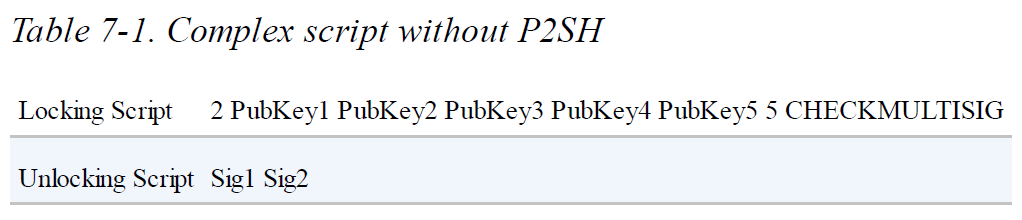 Table 7-1. Complex script without P2SH
Locking Script 2 PubKey1 PubKey2 PubKey3 PubKey4 PubKey5 5 CHECKMULTISIG
Unlocking Script Sig1 Sig2